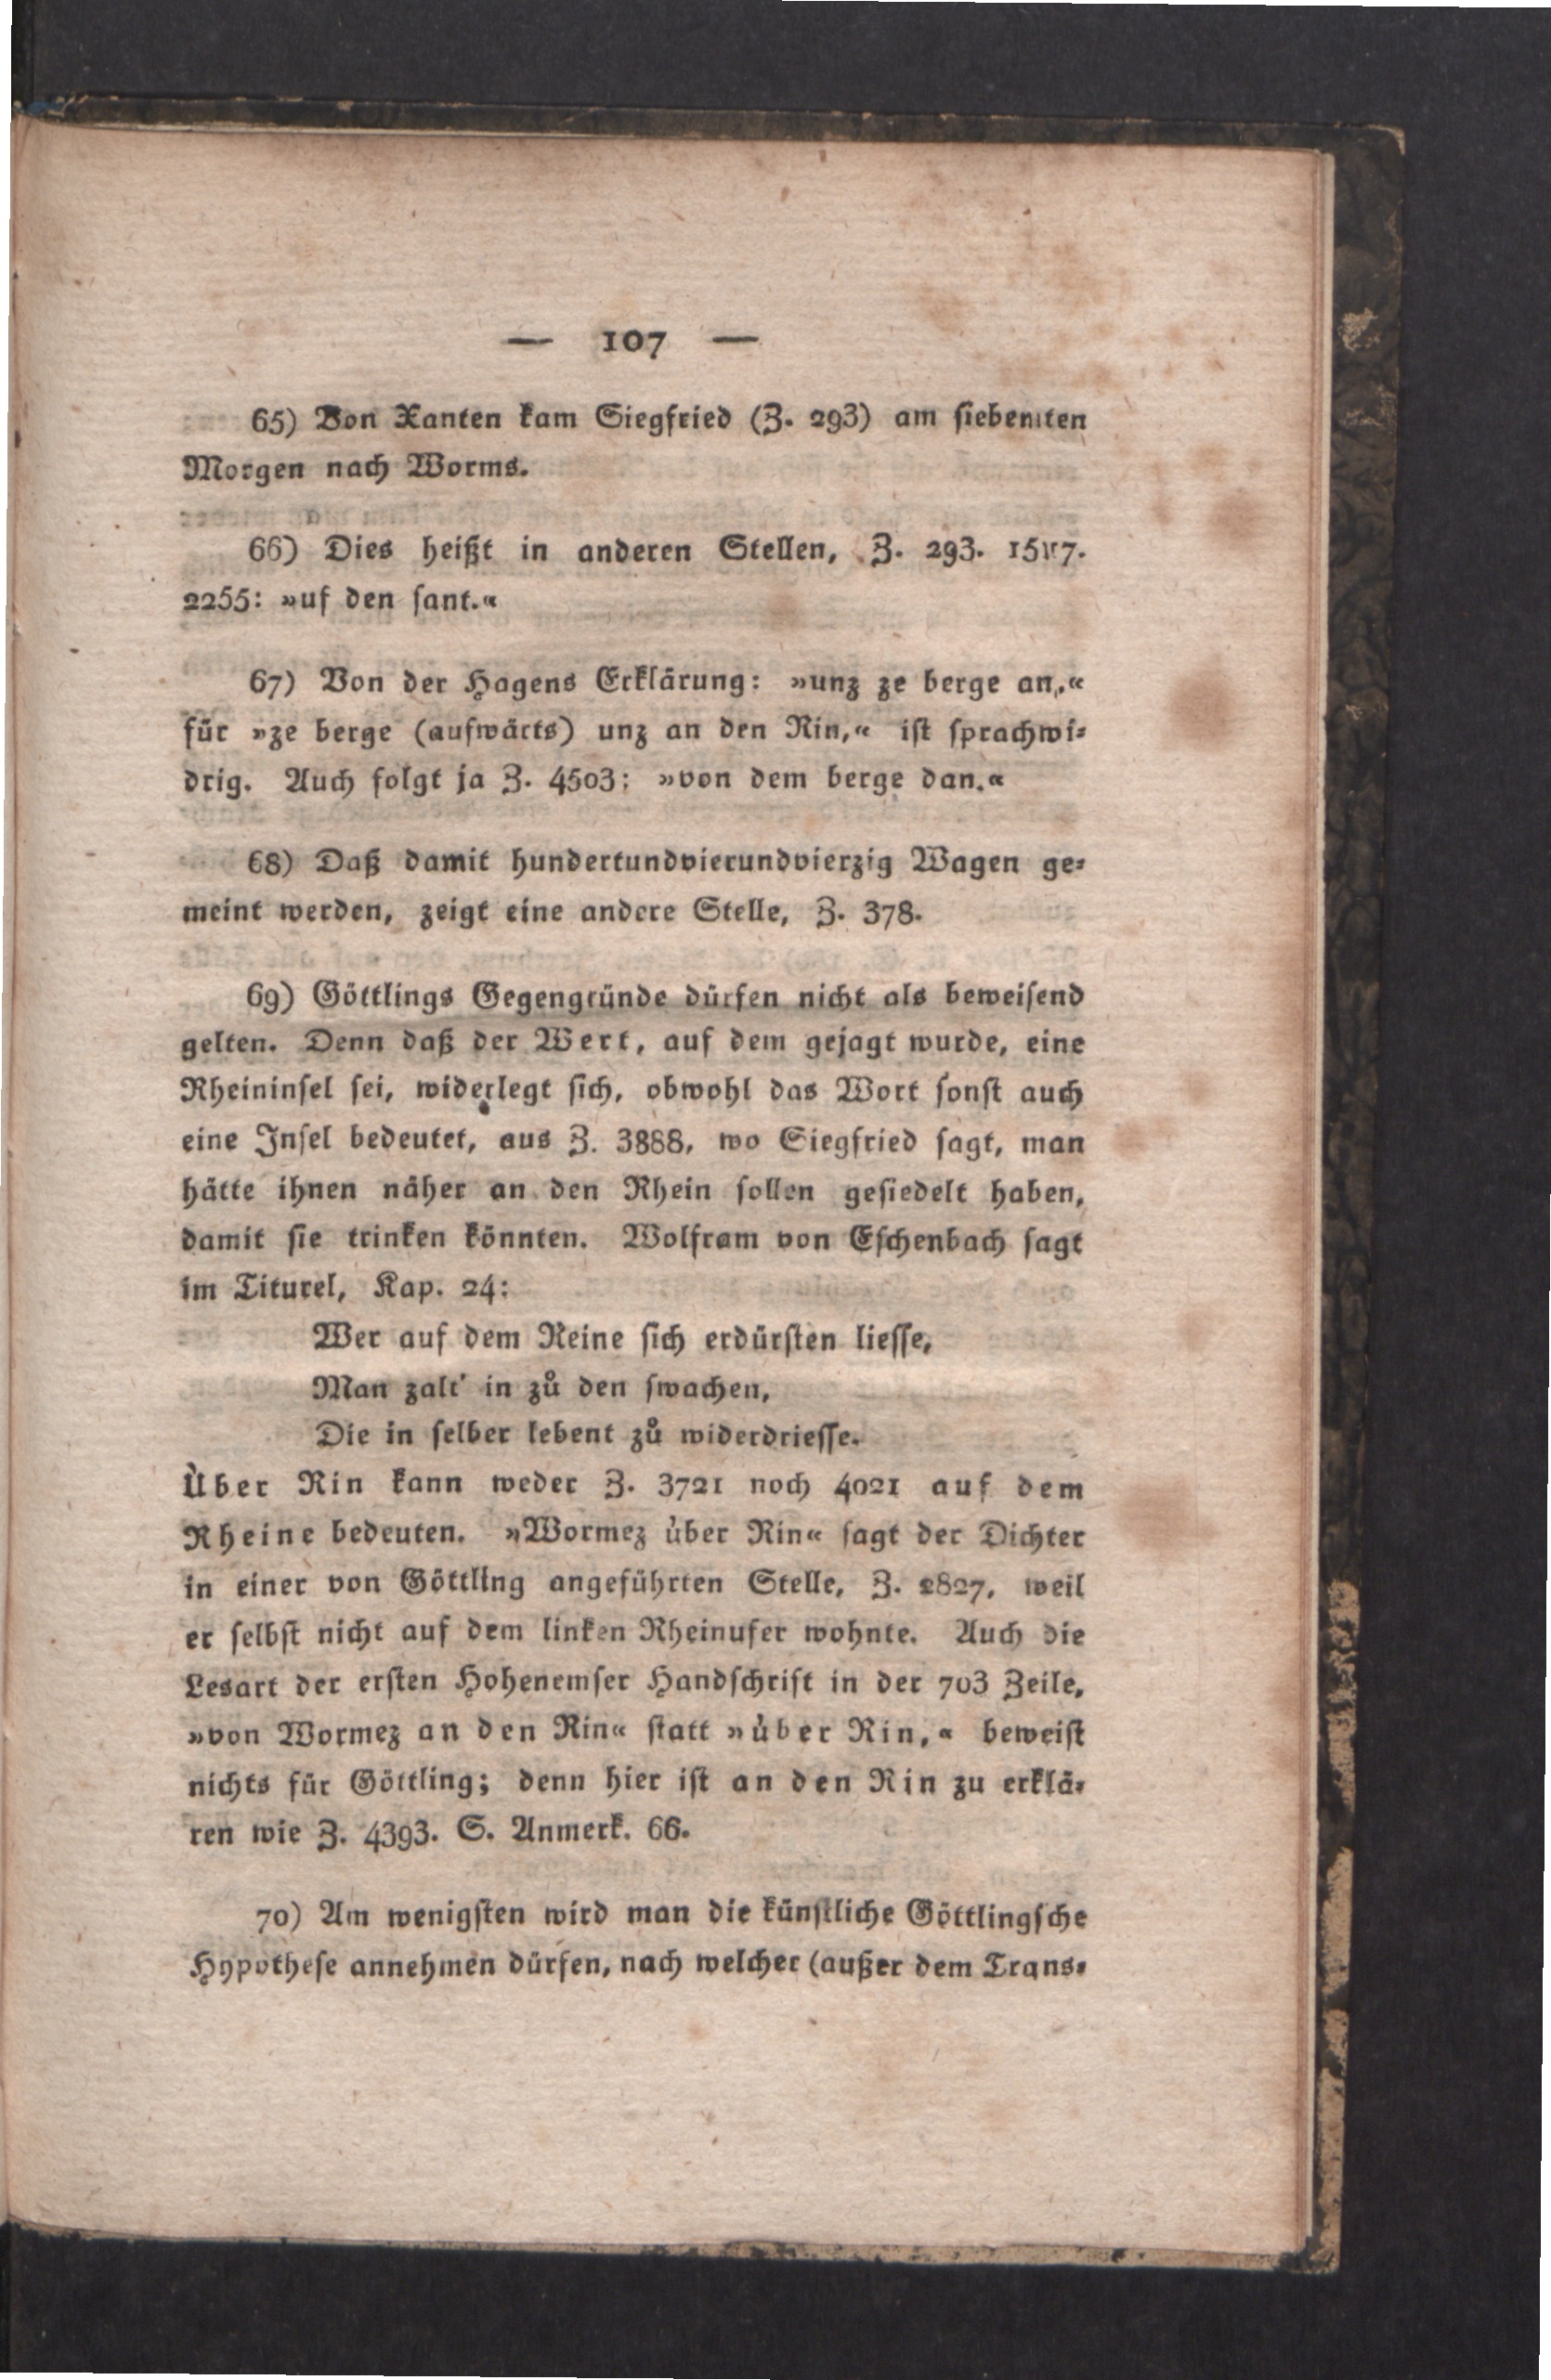 — 107 —
65) Von Xanten kam Siegfried (Z. 293) am siebenten
Morgen nach Worms.
66) Dies heißt in anderen Stellen, Z. 293.
2255: »uf den sant.«
67) Von der Hagens Erklärung: »unz ze berge an,«
für »ze berge (aufwärts) unz an den Rin,« ist sprachwi-
drig. Auch folgt ja Z. 4503: »von dem berge dan.«
68) Daß damit hundertundvierundvierzig Wagen ge-
meint werden, zeigt eine andere Stelle, Z. 378.
69) Göttlings Gegengründe dürfen nicht als beweisend
gelten. Denn daß der Wert, auf dem gejagt wurde, eine
Rheininsel sei, widerlegt sich, obwohl das Wort sonst auch
eine Insel bedeutet, aus Z. 3888, wo Siegfried sagt, man
hätte ihnen näher an den Rhein sollen gesiedelt haben,
damit sie trinken könnten. Wolfram von Eschenbach sagt
im Titurel, Kap. 24:
Wer auf dem Reine sich erdürsten liesse,
Man zalt' in zů den swachen,
Die in selber lebent zů widerdriesse.
Über Rin kann weder Z. 3721 noch 4021 auf dem
Rheine bedeuten. »Wormez über Rin« sagt der Dichter
in einer von Göttling angeführten Stelle, Z. 2827, weil
er selbst nicht auf dem linken Rheinufer wohnte. Auch die
Lesart der ersten Hohenemser Handschrift in der 703 Zeile,
»von Wormez an den Rin« statt »über Rin,« beweist
nichts für Göttling; denn hier ist an den Rin zu erklä-
ren wie Z. 4393. S. Anmerk. 66.
70) Am wenigsten wird man die künstliche Göttlingsche
Hypothese annehmen dürfen, nach welcher (außer dem Trans-